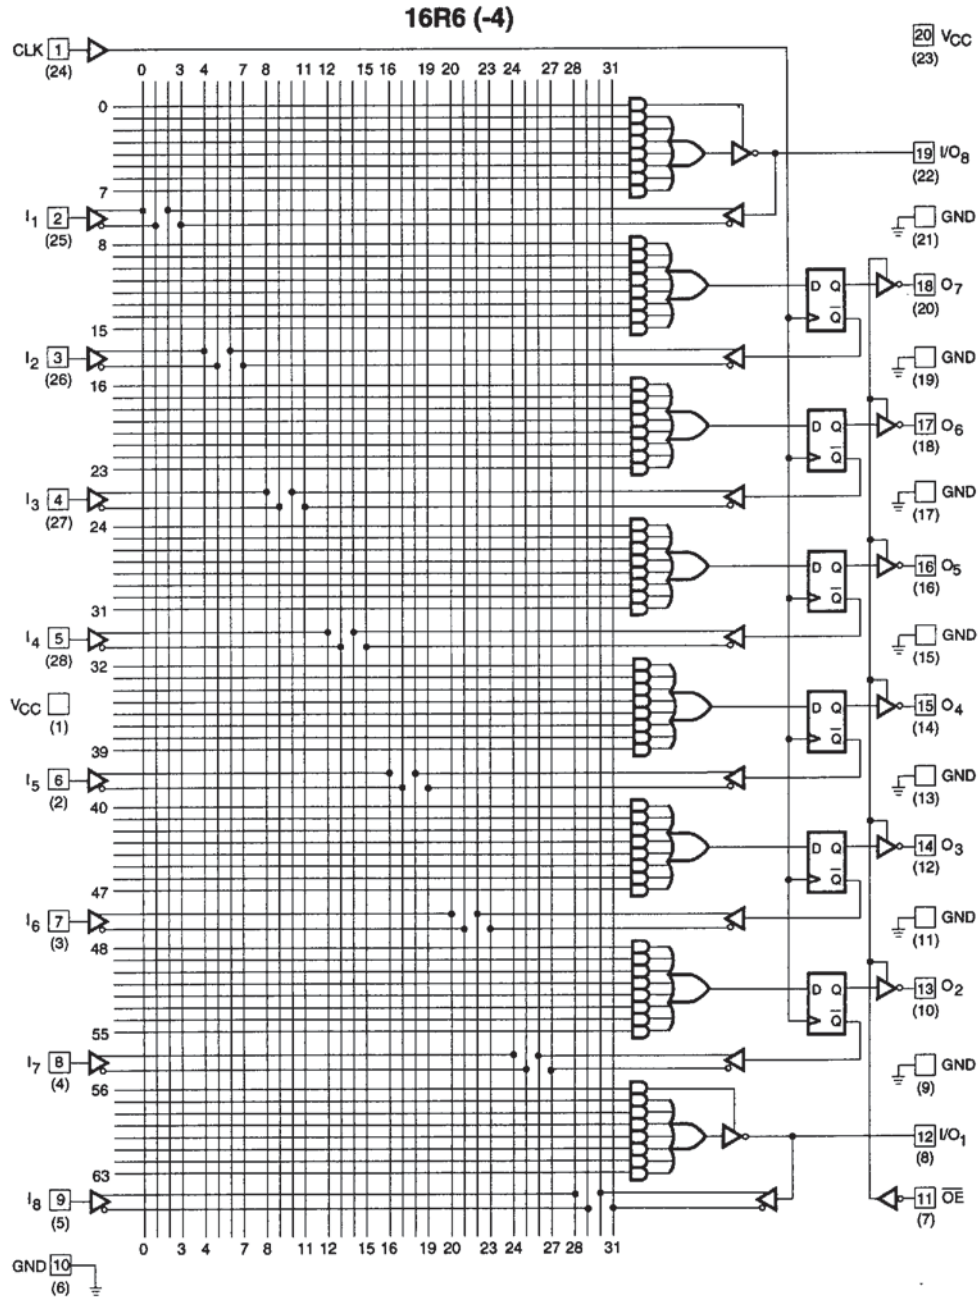 16R6 (-4)
CLK 1 (24)
20 VCC (23)
0 3 4 7 8 11 12 15 16 19 20 23 24 27 28 31
0
7
19 I/O8 (22)
I1 2 (25)
GND (21)
8
15
D Q Q̅
18 O7 (20)
I2 3 (26)
GND (19)
16
23
D Q Q̅
17 O6 (18)
I3 4 (27)
GND (17)
24
31
D Q Q̅
16 O5 (16)
I4 5 (28)
GND (15)
32
39
VCC (1)
D Q Q̅
15 O4 (14)
I5 6 (2)
GND (13)
40
47
D Q Q̅
14 O3 (12)
I6 7 (3)
GND (11)
48
55
D Q Q̅
13 O2 (10)
I7 8 (4)
GND (9)
56
63
12 I/O1 (8)
I8 9 (5)
11 O̅E̅ (7)
0 3 4 7 8 11 12 15 16 19 20 23 24 27 28 31
GND 10 (6)